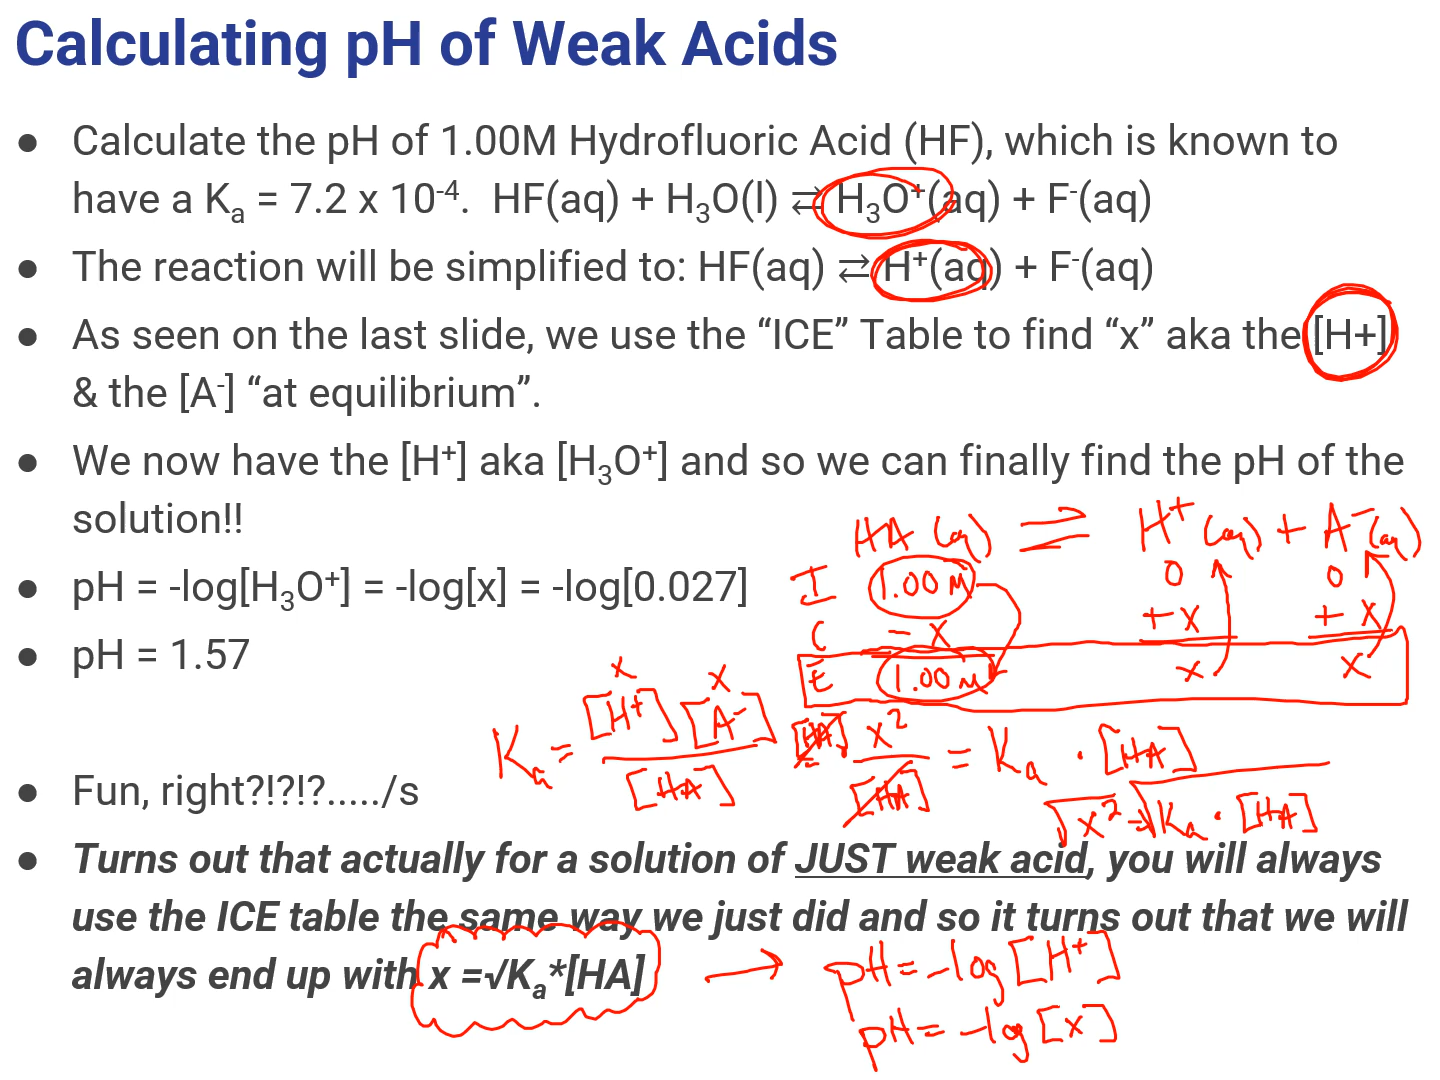 Calculating pH of Weak Acids
● Calculate the pH of 1.00M Hydrofluoric Acid (HF), which is known to
have a Kₐ = 7.2 x 10⁻⁴. HF(aq) + H₃O(l) ⇄ H₃O⁺(aq) + F⁻(aq)
● The reaction will be simplified to: HF(aq) ⇄ H⁺(aq) + F⁻(aq)
● As seen on the last slide, we use the “ICE” Table to find “x” aka the [H+]
& the [A⁻] “at equilibrium”.
● We now have the [H⁺] aka [H₃O⁺] and so we can finally find the pH of the
solution!!
HA (aq) ⇌ H⁺ (aq) + A⁻ (aq)
I 1.00 M 0 0
C - x + x + x
E 1.00 M x x
● pH = -log[H₃O⁺] = -log[x] = -log[0.027]
● pH = 1.57
x x
Kₐ = [H⁺] [A⁻] / [HA]
[HA] x² / [HA] = Kₐ · [HA]
√x² = √Kₐ · [HA]
● Fun, right?!?!?...../s
● Turns out that actually for a solution of JUST weak acid, you will always
use the ICE table the same way we just did and so it turns out that we will
always end up with x =√Kₐ*[HA]
→ pH = -log [H⁺]
pH = -log [x]